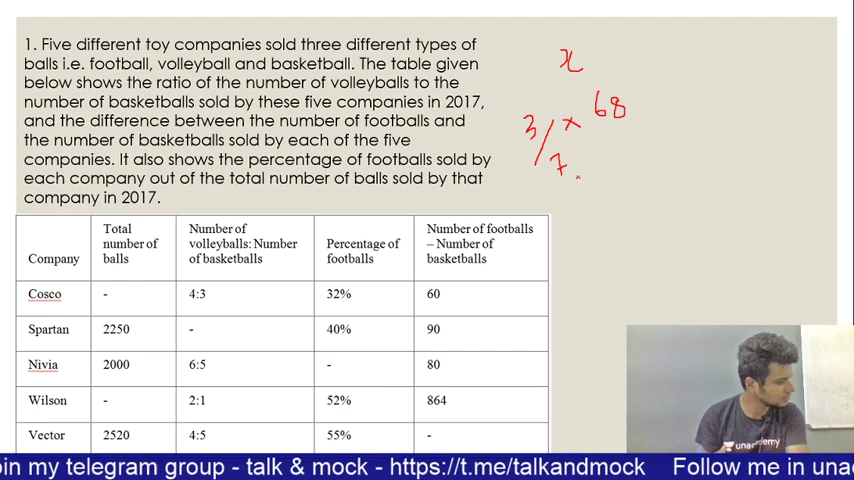 1. Five different toy companies sold three different types of
balls i.e. football, volleyball and basketball. The table given
below shows the ratio of the number of volleyballs to the
number of basketballs sold by these five companies in 2017,
and the difference between the number of footballs and
the number of basketballs sold by each of the five
companies. It also shows the percentage of footballs sold by
each company out of the total number of balls sold by that
company in 2017.
x
3/7 × 68
Company | Total number of balls | Number of volleyballs: Number of basketballs | Percentage of footballs | Number of footballs – Number of basketballs
Cosco - 4:3 32% 60
Spartan 2250 - 40% 90
Nivia 2000 6:5 - 80
Wilson - 2:1 52% 864
Vector 2520 4:5 55% -
unacademy
oin my telegram group - talk & mock - https://t.me/talkandmock Follow me in unac